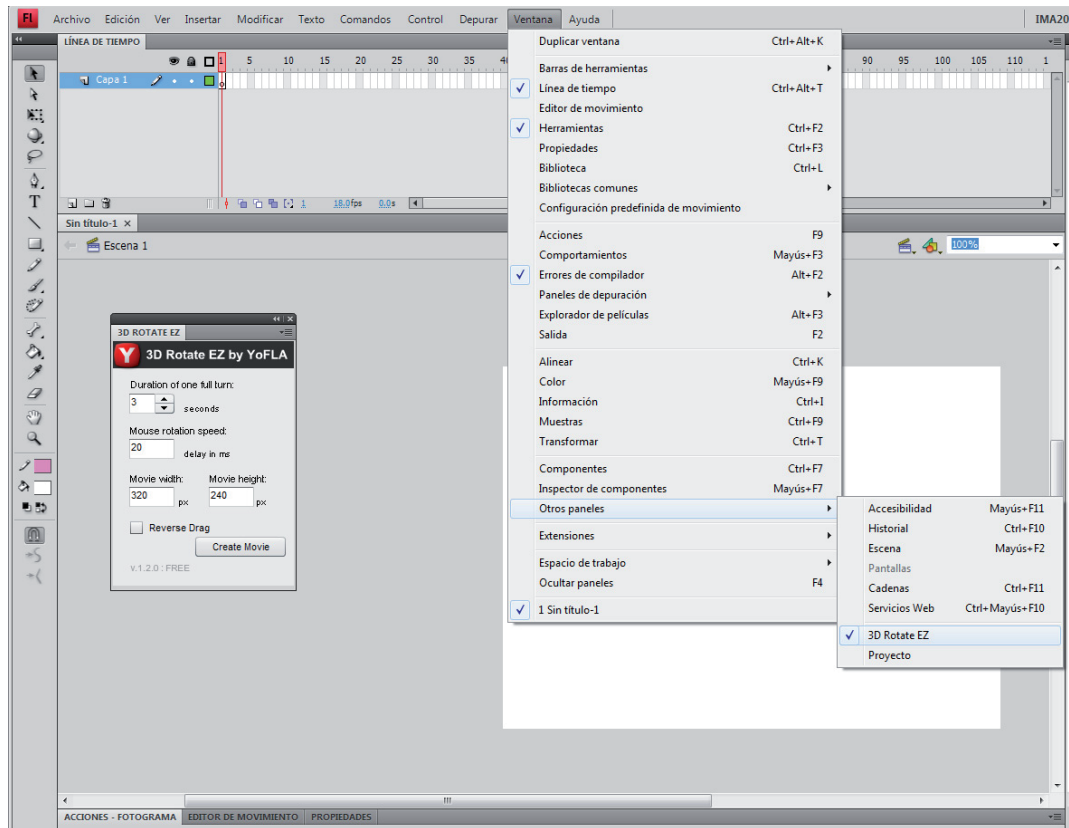 FL Archivo Edición Ver Insertar Modificar Texto Comandos Control Depurar Ventana Ayuda IMA20
LÍNEA DE TIEMPO
1 5 10 15 20 25 30 35 90 95 100 105 110 1
Capa 1
1 18.0fps 0.0s
Sin título-1 ×
Escena 1 100%
Duplicar ventana Ctrl+Alt+K
Barras de herramientas
Línea de tiempo Ctrl+Alt+T
Editor de movimiento
Herramientas Ctrl+F2
Propiedades Ctrl+F3
Biblioteca Ctrl+L
Bibliotecas comunes
Configuración predefinida de movimiento
Acciones F9
Comportamientos Mayús+F3
Errores de compilador Alt+F2
Paneles de depuración
Explorador de películas Alt+F3
Salida F2
Alinear Ctrl+K
Color Mayús+F9
Información Ctrl+I
Muestras Ctrl+F9
Transformar Ctrl+T
Componentes Ctrl+F7
Inspector de componentes Mayús+F7
Otros paneles
Extensiones
Espacio de trabajo
Ocultar paneles F4
1 Sin título-1
Accesibilidad Mayús+F11
Historial Ctrl+F10
Escena Mayús+F2
Pantallas
Cadenas Ctrl+F11
Servicios Web Ctrl+Mayús+F10
3D Rotate EZ
Proyecto
3D ROTATE EZ
Y 3D Rotate EZ by YoFLA
Duration of one full turn:
3 seconds
Mouse rotation speed:
20 delay in ms
Movie width: Movie height:
320 px 240 px
Reverse Drag
Create Movie
v.1.2.0 : FREE
ACCIONES - FOTOGRAMA EDITOR DE MOVIMIENTO PROPIEDADES